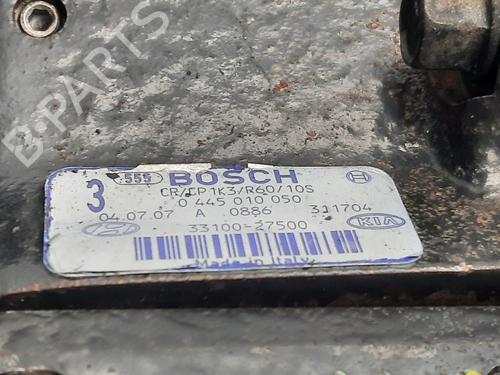 B-PARTS
555 BOSCH
3 CR/CP1K3/R60/10S
0 445 010 050
04.07.07 A 0886 311704
33100-27500 KIA
Made in Italy